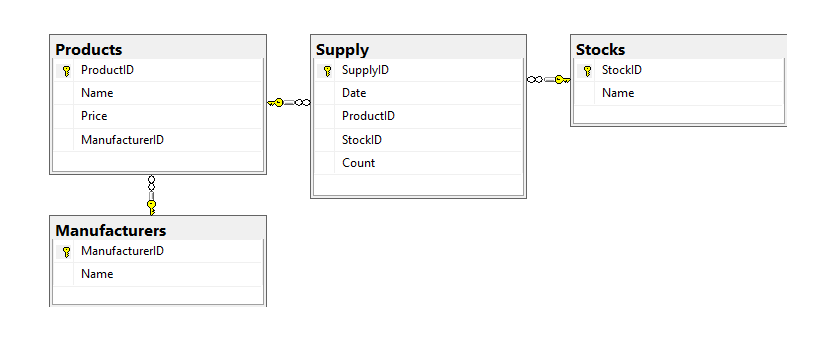 Products
ProductID
Name
Price
ManufacturerID
Supply
SupplyID
Date
ProductID
StockID
Count
Stocks
StockID
Name
Manufacturers
ManufacturerID
Name